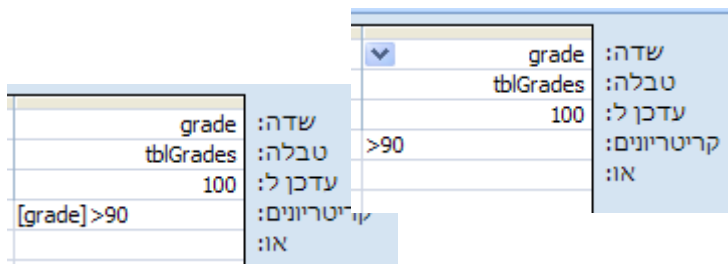 שדה: grade
טבלה: tblGrades
עדכן ל: 100
קריטריונים: >90
או:
שדה: grade
טבלה: tblGrades
עדכן ל: 100
קריטריונים: [grade]>90
או: